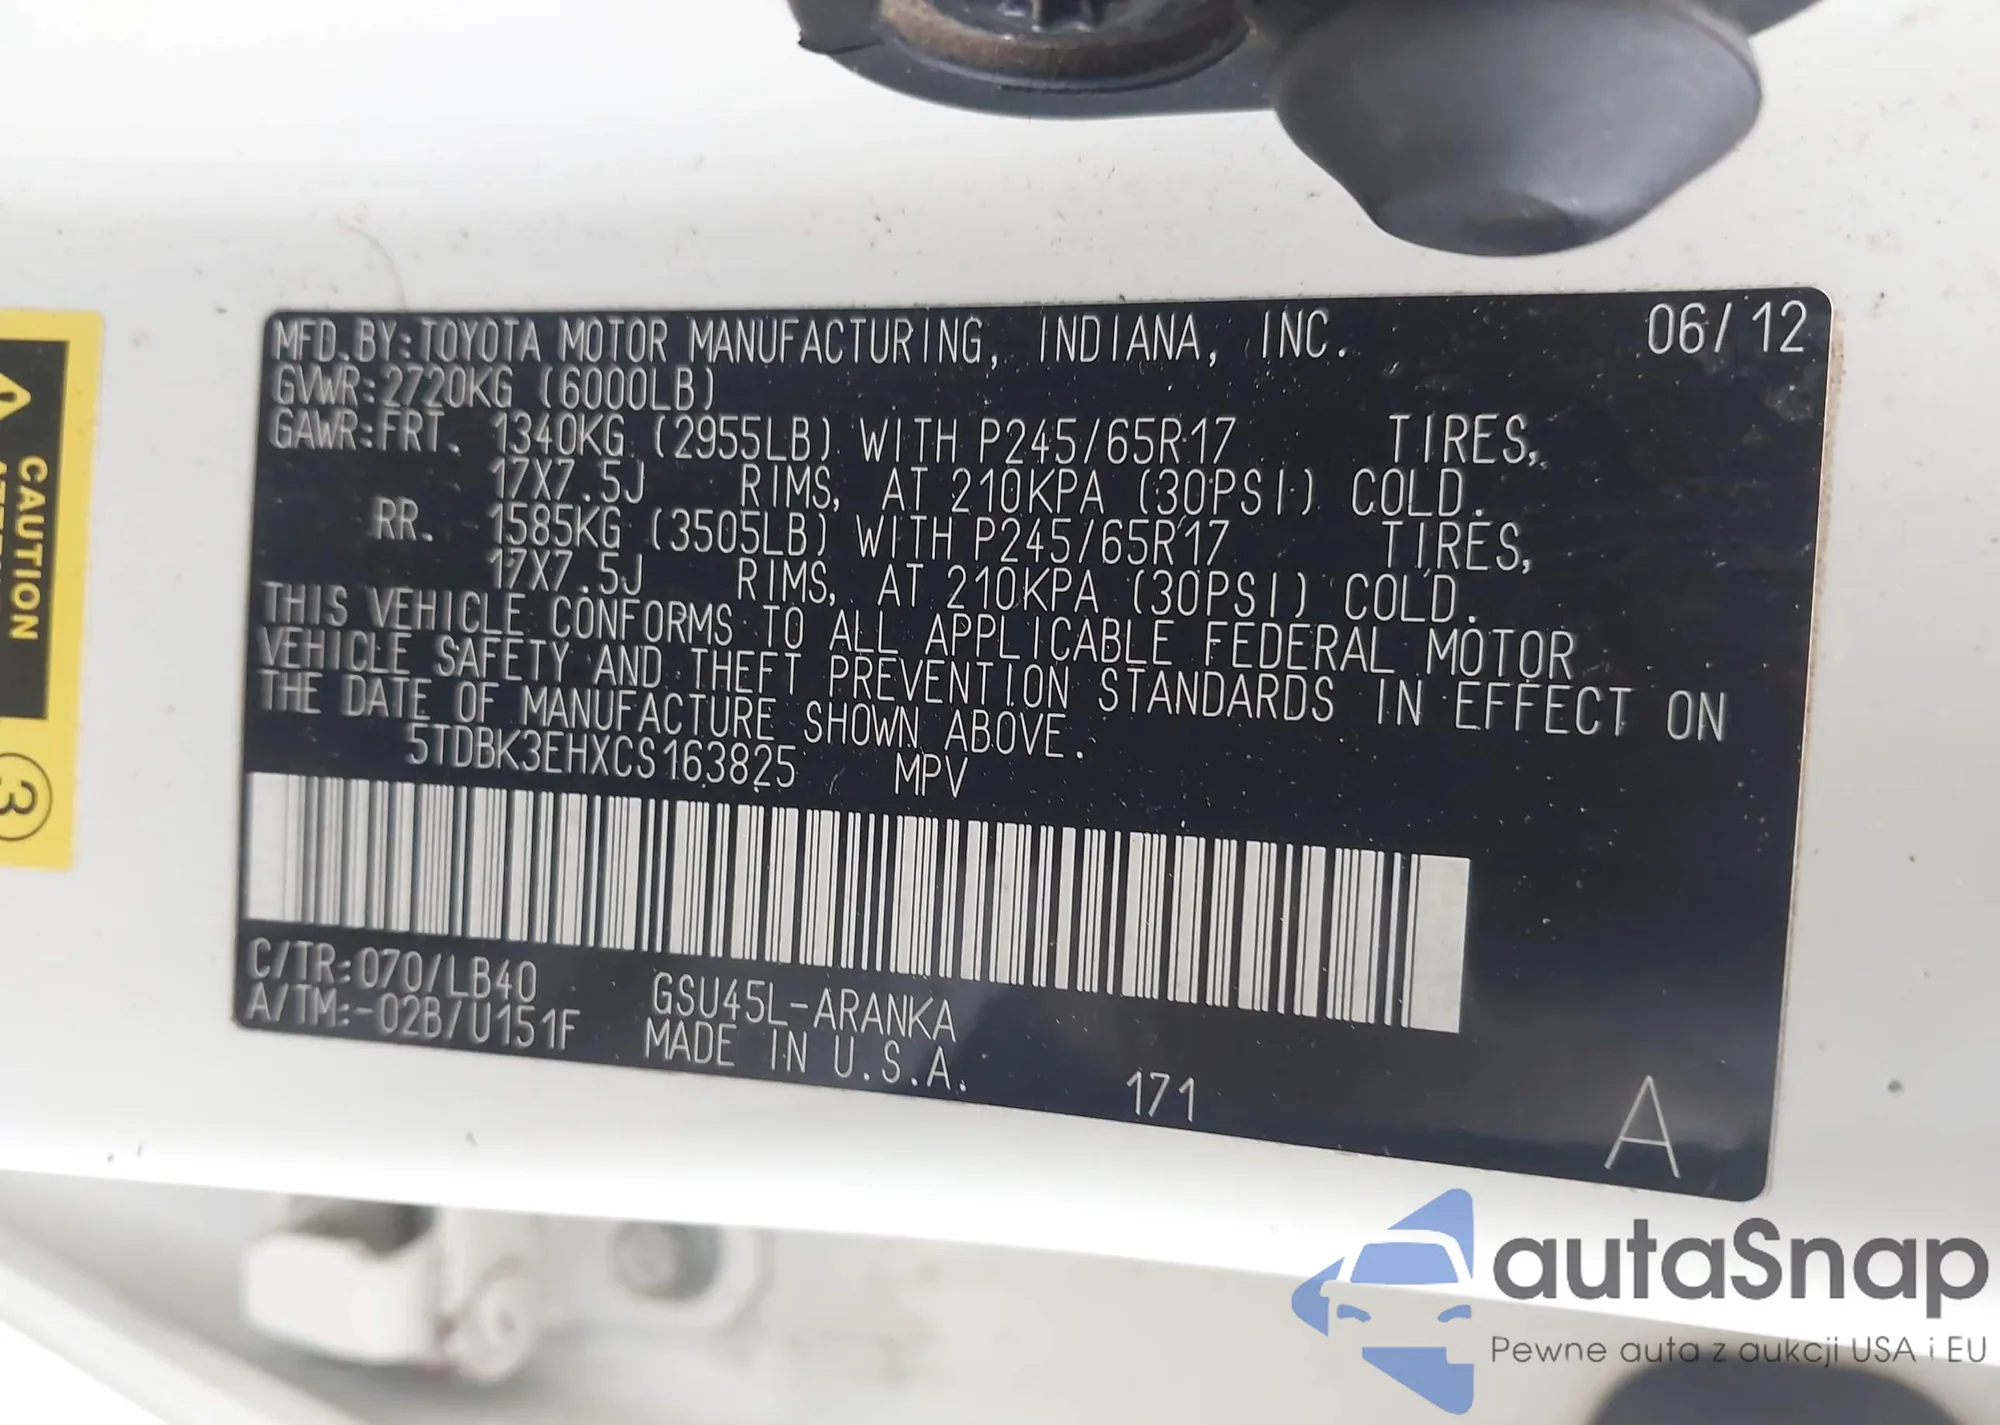 MFD.BY:TOYOTA MOTOR MANUFACTURING, INDIANA, INC. 06/12
GVWR:2720KG (6000LB)
GAWR:FRT. 1340KG (2955LB) WITH P245/65R17 TIRES,
17X7.5J RIMS, AT 210KPA (30PSI) COLD.
RR. 1585KG (3505LB) WITH P245/65R17 TIRES,
17X7.5J RIMS, AT 210KPA (30PSI) COLD.
THIS VEHICLE CONFORMS TO ALL APPLICABLE FEDERAL MOTOR
VEHICLE SAFETY AND THEFT PREVENTION STANDARDS IN EFFECT ON
THE DATE OF MANUFACTURE SHOWN ABOVE.
5TDBK3EHXCS163825 MPV
C/TR:070/LB40 GSU45L-ARANKA
A/TM:-02B/U151F MADE IN U.S.A.
171
A
CAUTION
3
autaSnap
Pewne auta z aukcji USA i EU